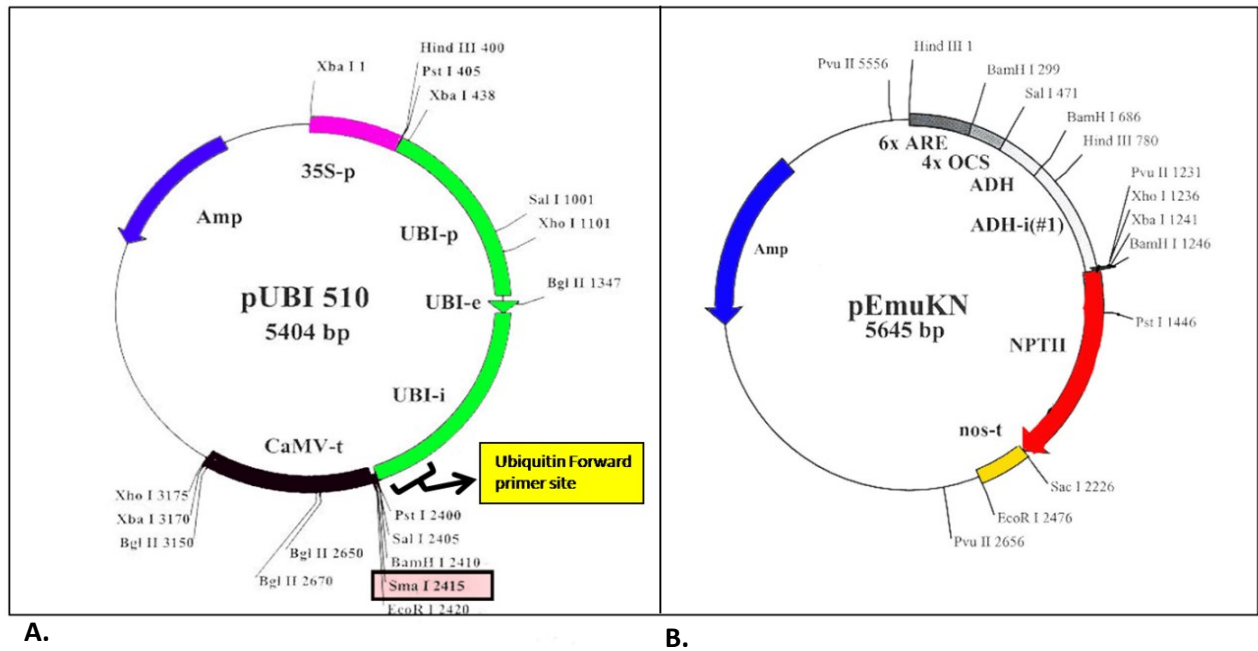 Hind III 400
Xba I 1
Pst I 405
Xba I 438
35S-p
Amp
Sal I 1001
Xho I 1101
UBI-p
pUBI 510
5404 bp
UBI-e
Bgl II 1347
UBI-i
CaMV-t
Ubiquitin Forward
primer site
Xho I 3175
Xba I 3170
Bgl II 3150
Bgl II 2650
Bgl II 2670
Pst I 2400
Sal I 2405
BamH I 2410
Sma I 2415
EcoR I 2420
A.
Hind III 1
Pvu II 5556
BamH I 299
Sal I 471
BamH I 686
Hind III 780
6x ARE
4x OCS
ADH
ADH-i(#1)
Pvu II 1231
Xho I 1236
Xba I 1241
BamH I 1246
Amp
pEmuKN
5645 bp
Pst I 1446
NPTII
nos-t
Sac I 2226
EcoR I 2476
Pvu II 2656
B.